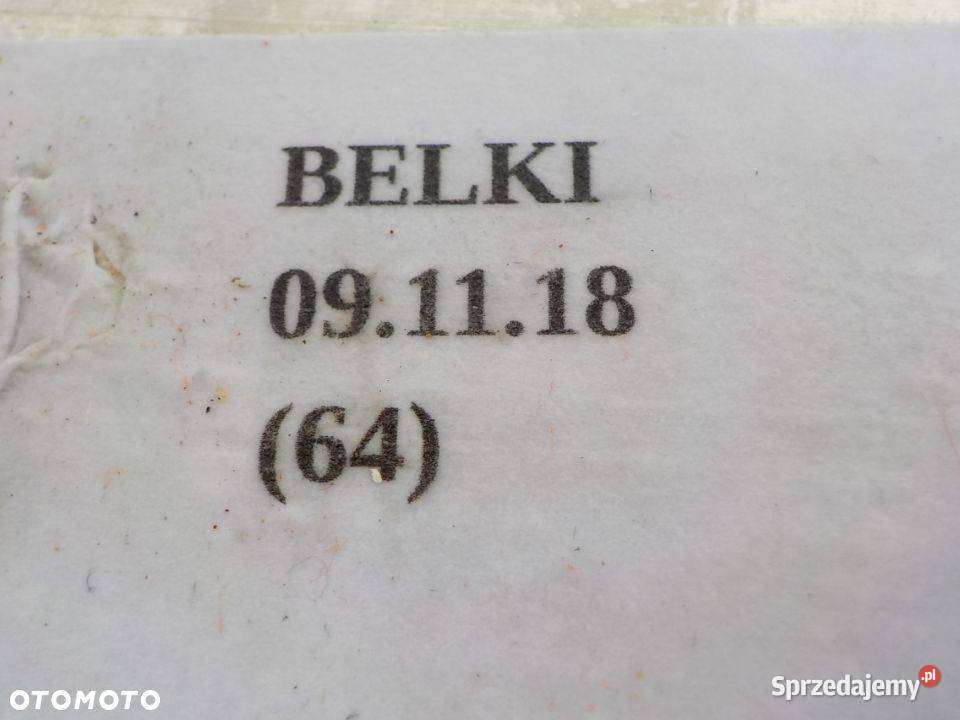 BELKI
09.11.18
(64)
OTOMOTO
Sprzedajemy.pl